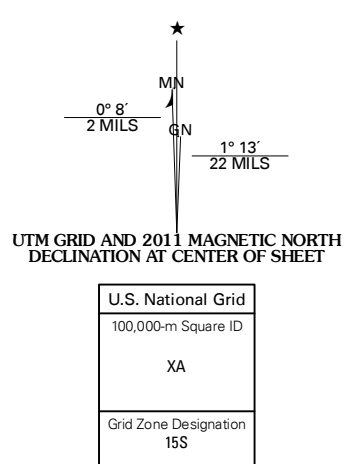 MN
0° 8´
2 MILS
GN
1° 13´
22 MILS
UTM GRID AND 2011 MAGNETIC NORTH
DECLINATION AT CENTER OF SHEET
U.S. National Grid
100,000-m Square ID
XA
Grid Zone Designation
15S